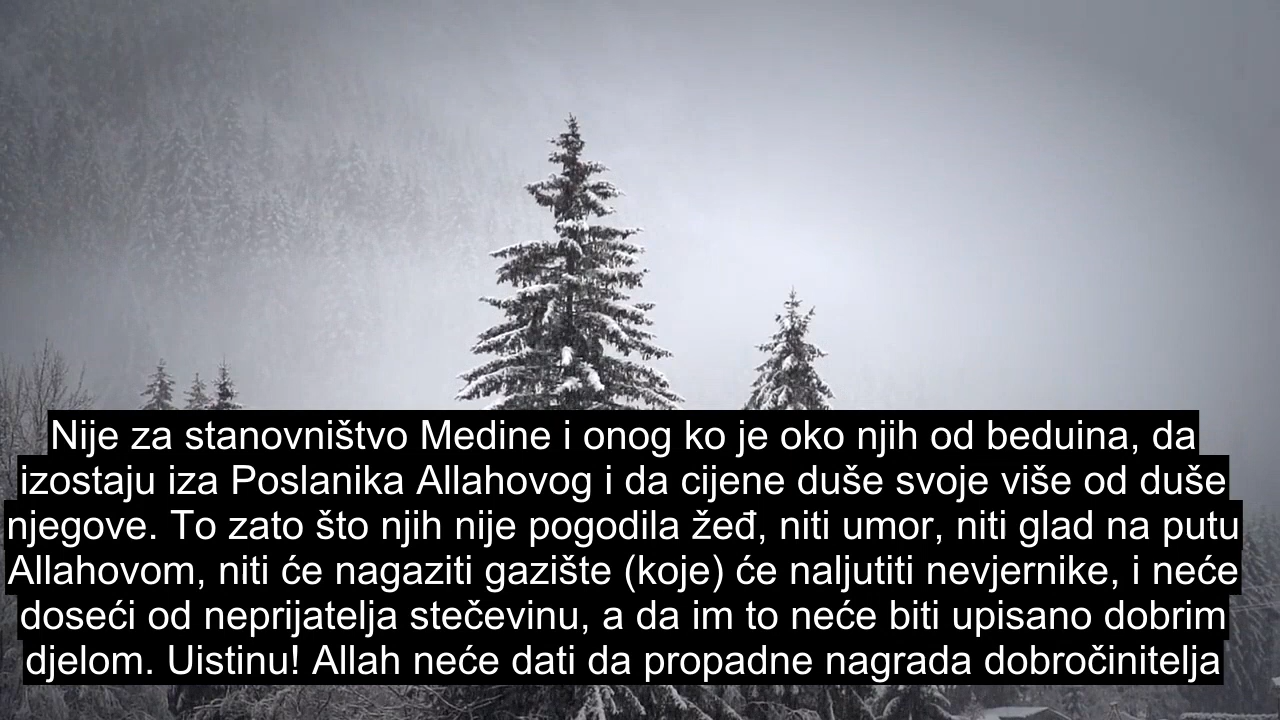 Nije za stanovništvo Medine i onog ko je oko njih od beduina, da
izostaju iza Poslanika Allahovog i da cijene duše svoje više od duše
njegove. To zato što njih nije pogodila žeđ, niti umor, niti glad na putu
Allahovom, niti će nagaziti gazište (koje) će naljutiti nevjernike, i neće
doseći od neprijatelja stečevinu, a da im to neće biti upisano dobrim
djelom. Uistinu! Allah neće dati da propadne nagrada dobročinitelja